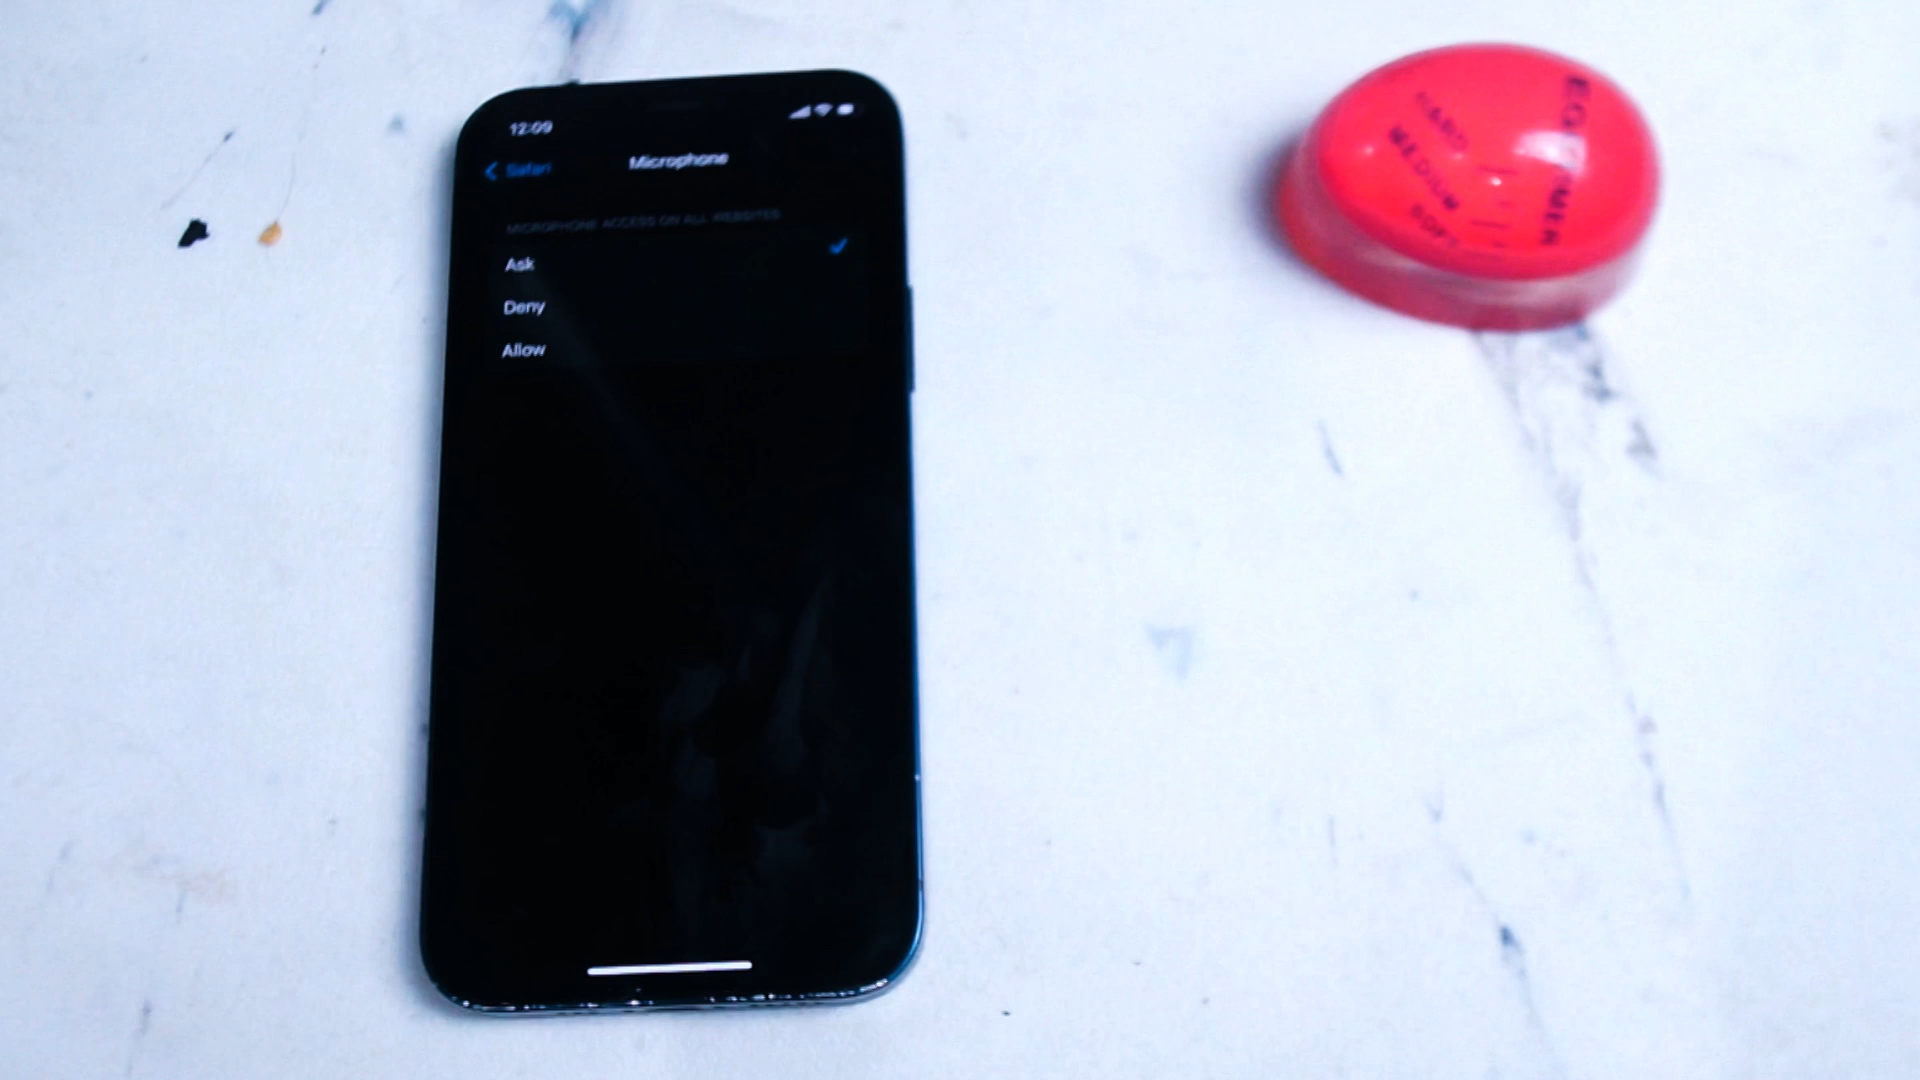 12:09
Safari
Microphone
MICROPHONE ACCESS ON ALL WEBSITES
Ask
Deny
Allow
HARD
MEDIUM
SOFT